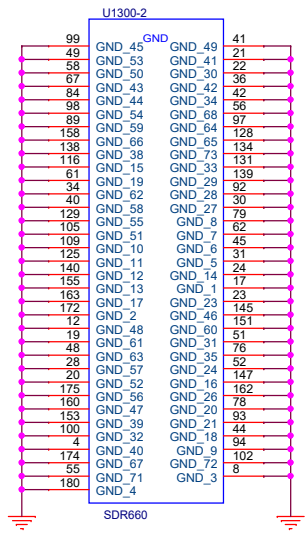 U1300-2
GND
99 GND_45 GND_49 41
49 GND_53 GND_41 21
58 GND_50 GND_30 22
67 GND_43 GND_42 36
84 GND_44 GND_34 42
98 GND_54 GND_68 56
89 GND_59 GND_64 97
158 GND_66 GND_65 128
138 GND_38 GND_73 134
116 GND_15 GND_33 131
61 GND_19 GND_29 139
34 GND_62 GND_28 92
40 GND_58 GND_27 30
129 GND_55 GND_8 79
105 GND_51 GND_7 62
109 GND_10 GND_6 45
125 GND_11 GND_5 31
140 GND_12 GND_14 24
155 GND_13 GND_1 17
163 GND_17 GND_23 23
172 GND_2 GND_46 145
12 GND_48 GND_60 151
19 GND_61 GND_31 51
48 GND_63 GND_35 76
28 GND_57 GND_24 52
20 GND_52 GND_16 147
175 GND_56 GND_26 162
160 GND_47 GND_20 78
153 GND_39 GND_21 93
100 GND_32 GND_18 44
4 GND_40 GND_9 94
174 GND_67 GND_72 102
55 GND_71 GND_3 8
180 GND_4
SDR660